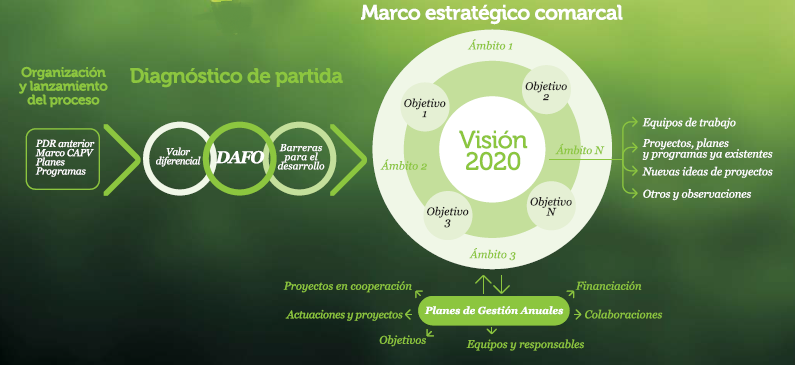 Marco estratégico comarcal
Organización
y lanzamiento
del proceso
PDR anterior
Marco CAPV
Planes
Programas
Diagnóstico de partida
Valor
diferencial
DAFO
Barreras
para el
desarrollo
Ámbito 1
Objetivo
1
Objetivo
2
Visión
2020
Ámbito 2
Ámbito N
Objetivo
3
Objetivo
N
Ámbito 3
Equipos de trabajo
Proyectos, planes
y programas ya existentes
Nuevas ideas de proyectos
Otros y observaciones
Proyectos en cooperación
Financiación
Actuaciones y proyectos
Planes de Gestión Anuales
Colaboraciones
Objetivos
Equipos y responsables